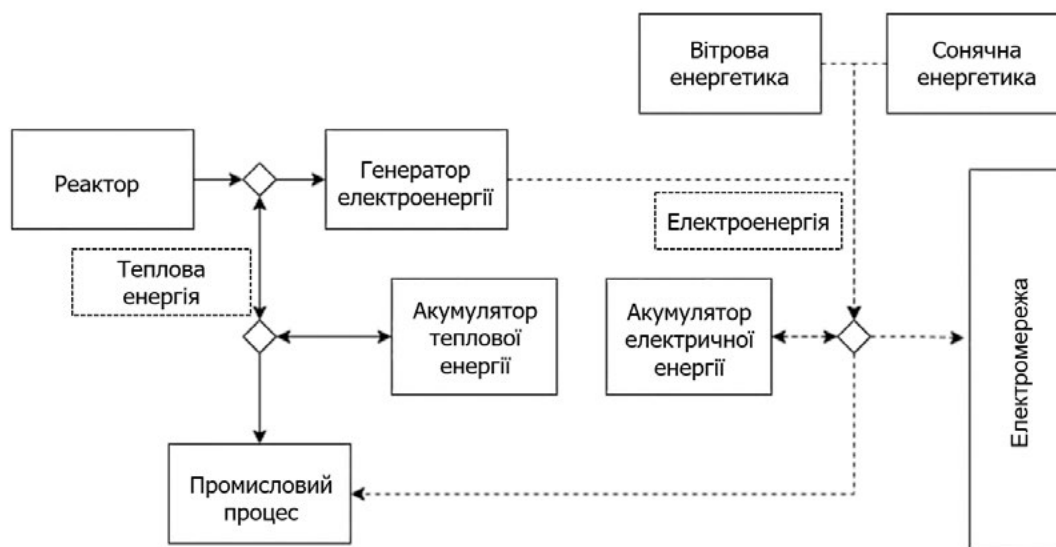 Вітрова
енергетика
Сонячна
енергетика
Реактор
Генератор
електроенергії
Електроенергія
Теплова
енергія
Акумулятор
теплової
енергії
Акумулятор
електричної
енергії
Електромережа
Промисловий
процес